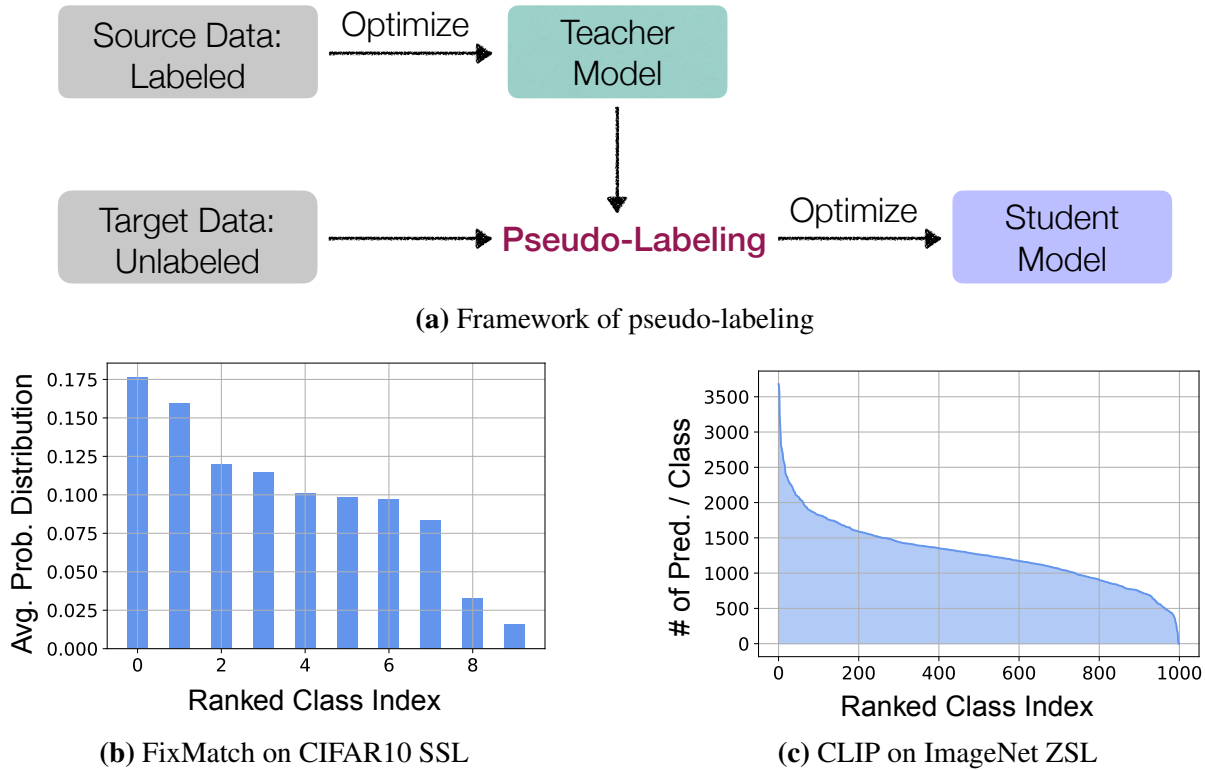 Source Data:
Labeled
Optimize
Teacher
Model
Target Data:
Unlabeled
Pseudo-Labeling
Optimize
Student
Model
(a) Framework of pseudo-labeling
Avg. Prob. Distribution
0.175
0.150
0.125
0.100
0.075
0.050
0.025
0.000
0 2 4 6 8
Ranked Class Index
(b) FixMatch on CIFAR10 SSL
# of Pred. / Class
3500
3000
2500
2000
1500
1000
500
0
0 200 400 600 800 1000
Ranked Class Index
(c) CLIP on ImageNet ZSL